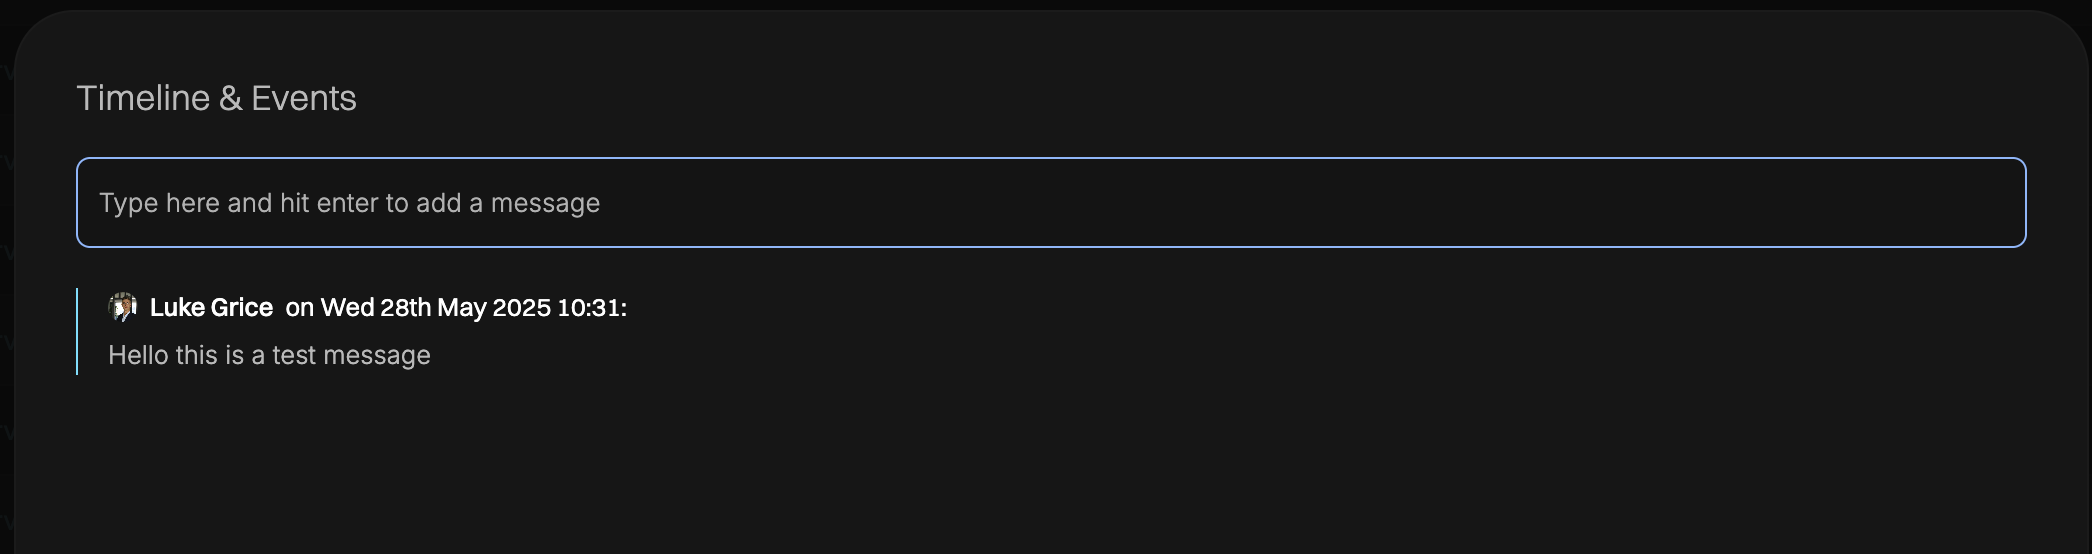 Timeline & Events
Type here and hit enter to add a message
Luke Grice on Wed 28th May 2025 10:31:
Hello this is a test message